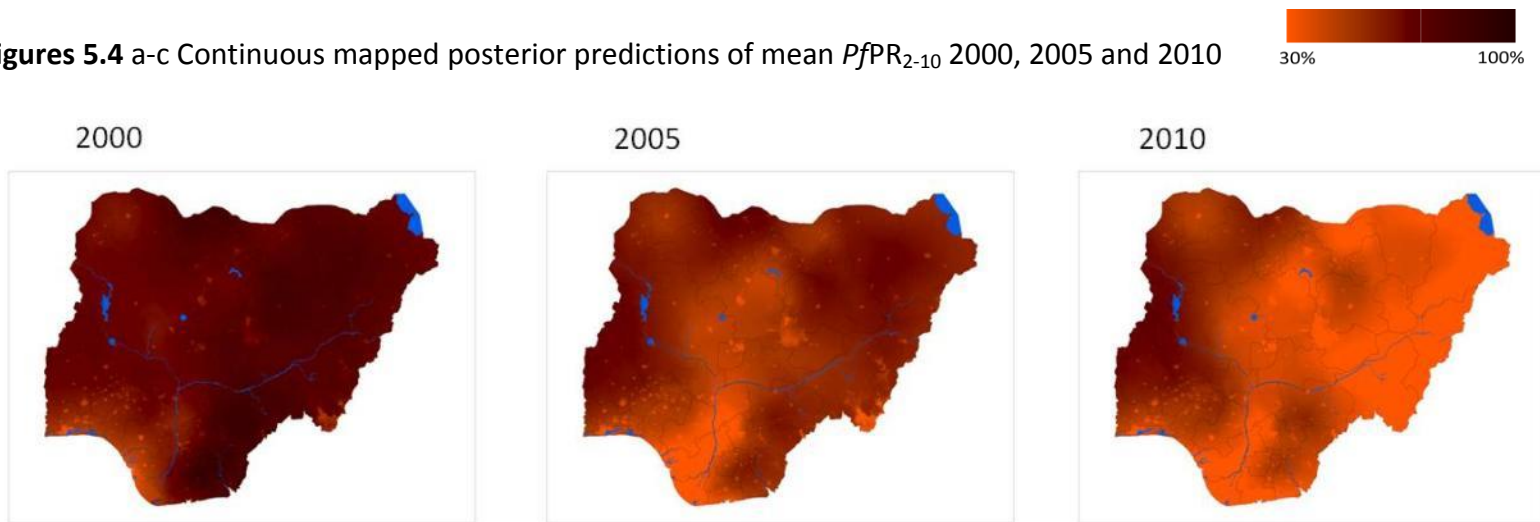 igures 5.4 a-c Continuous mapped posterior predictions of mean PfPR2-10 2000, 2005 and 2010
30% 100%
2000 2005 2010